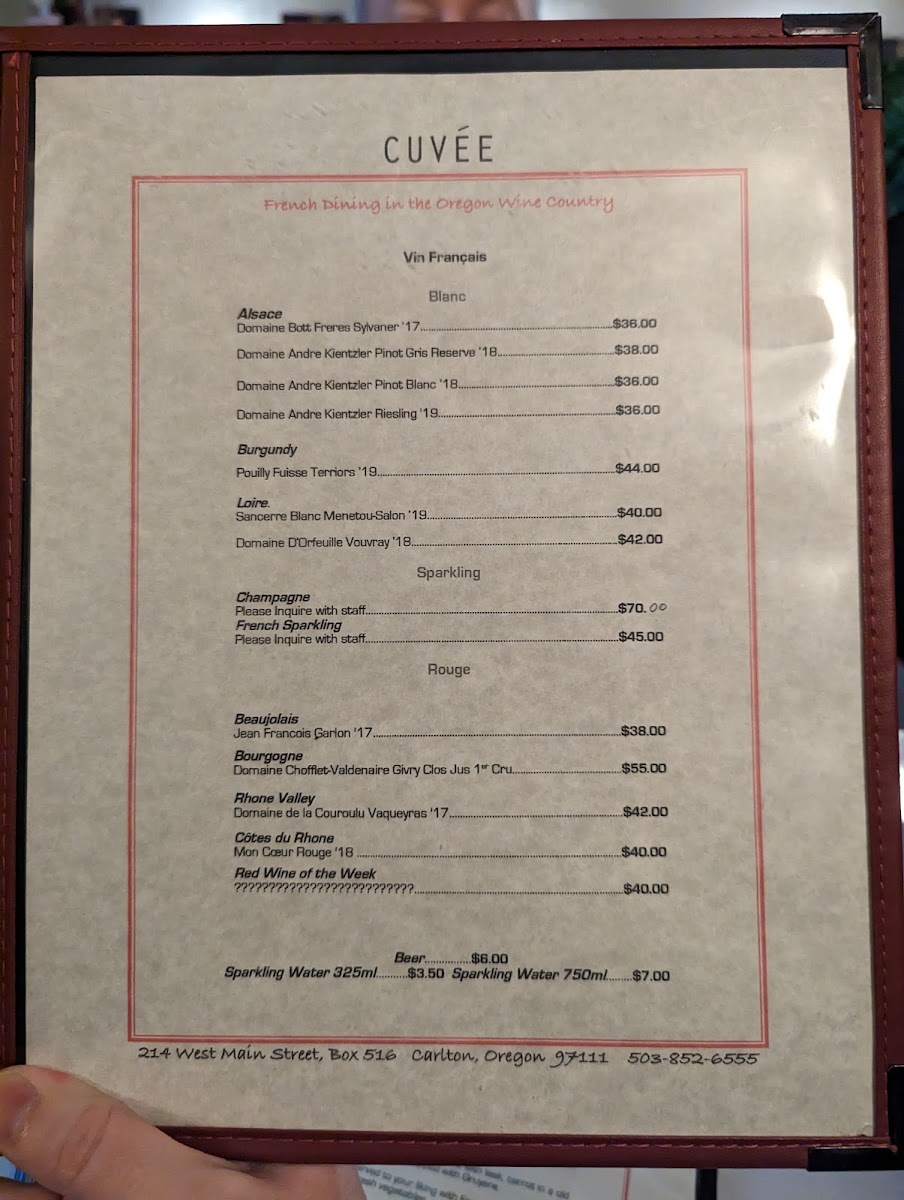 CUVÉE
French Dining in the Oregon Wine Country
Vin Français
Blanc
Alsace
Domaine Bott Freres Sylvaner '17.....$36.00
Domaine Andre Kientzler Pinot Gris Reserve '18.....$38.00
Domaine Andre Kientzler Pinot Blanc '18.....$36.00
Domaine Andre Kientzler Riesling '19.....$36.00
Burgundy
Pouilly Fuisse Terriors '19.....$44.00
Loire.
Sancerre Blanc Menetou-Salon '19.....$40.00
Domaine D'Orfeuille Vouvray '18.....$42.00
Sparkling
Champagne
Please Inquire with staff.....$70.00
French Sparkling
Please Inquire with staff.....$45.00
Rouge
Beaujolais
Jean Francois Garlon '17.....$38.00
Bourgogne
Domaine Chofflet-Valdenaire Givry Clos Jus 1er Cru.....$55.00
Rhone Valley
Domaine de la Couroulu Vaqueyras '17.....$42.00
Côtes du Rhone
Mon Cœur Rouge '18.....$40.00
Red Wine of the Week
??????????????????????????.....$40.00
Beer.....$6.00
Sparkling Water 325ml.....$3.50 Sparkling Water 750ml.....$7.00
214 West Main Street, Box 516 Carlton, Oregon 97111 503-852-6555